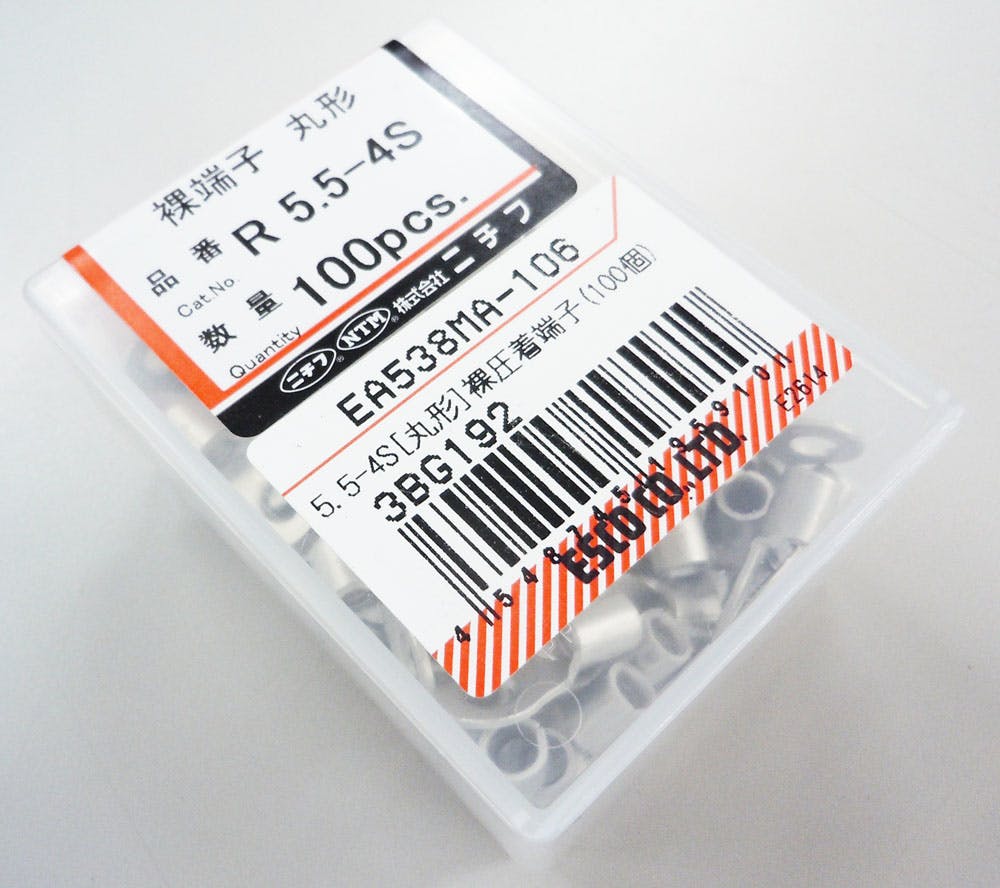 裸端子 丸形
品番 R 5.5-4S
Cat.No.
数量 100pcs.
Quantity
ニチフ ® NTM ® 株式会社 ニチフ
EA538MA-106
5.5-4S[丸形]裸圧着端子(100個)
3BG192
ESCO CO.,LTD.
E2614